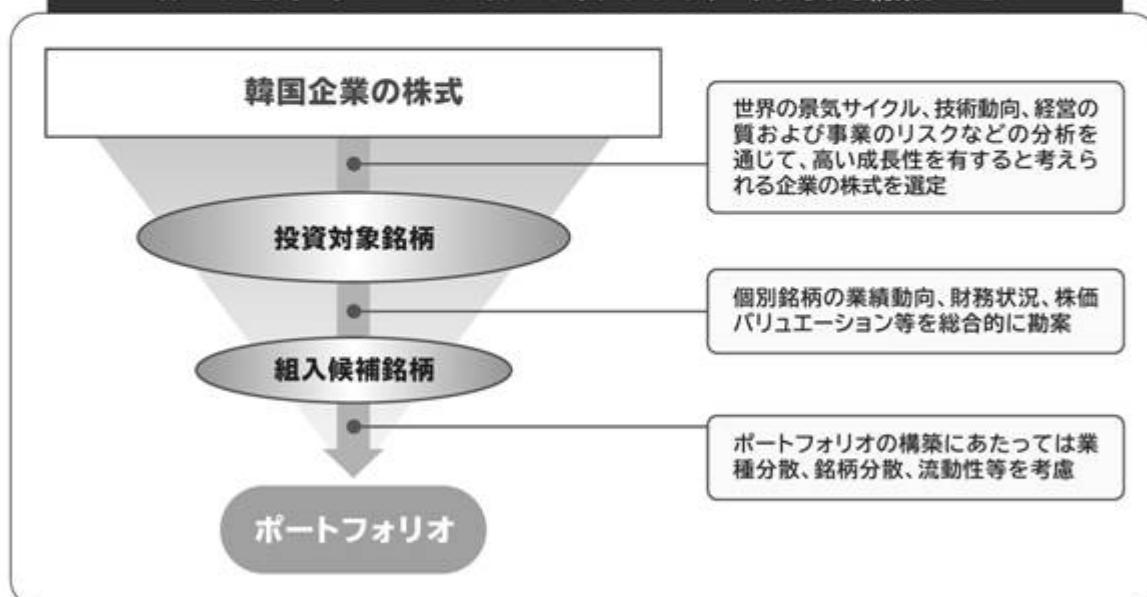 韓国企業の株式
世界の景気サイクル、技術動向、経営の
質および事業のリスクなどの分析を
通じて、高い成長性を有すると考えら
れる企業の株式を選定
投資対象銘柄
個別銘柄の業績動向、財務状況、株価
バリュエーション等を総合的に勘案
組入候補銘柄
ポートフォリオの構築にあたっては業
種分散、銘柄分散、流動性等を考慮
ポートフォリオ